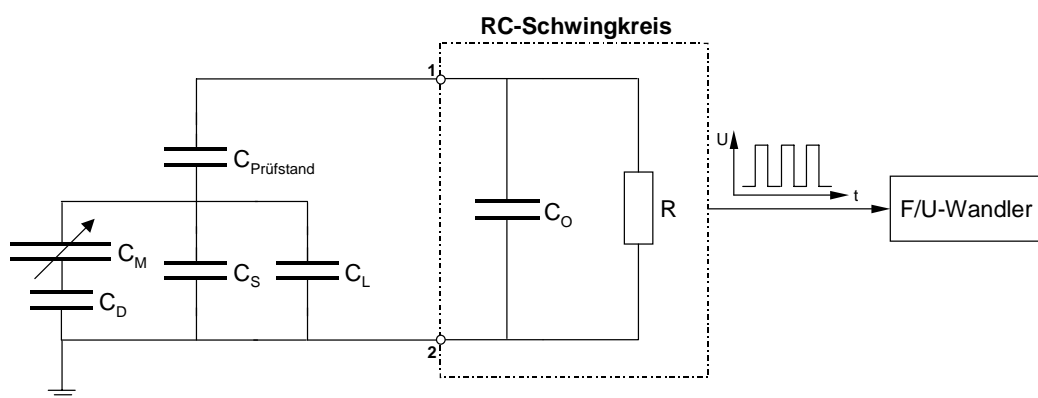 RC-Schwingkreis
1
C_Prüfstand
U
t
F/U-Wandler
C_O
R
C_M
C_S
C_L
C_D
2